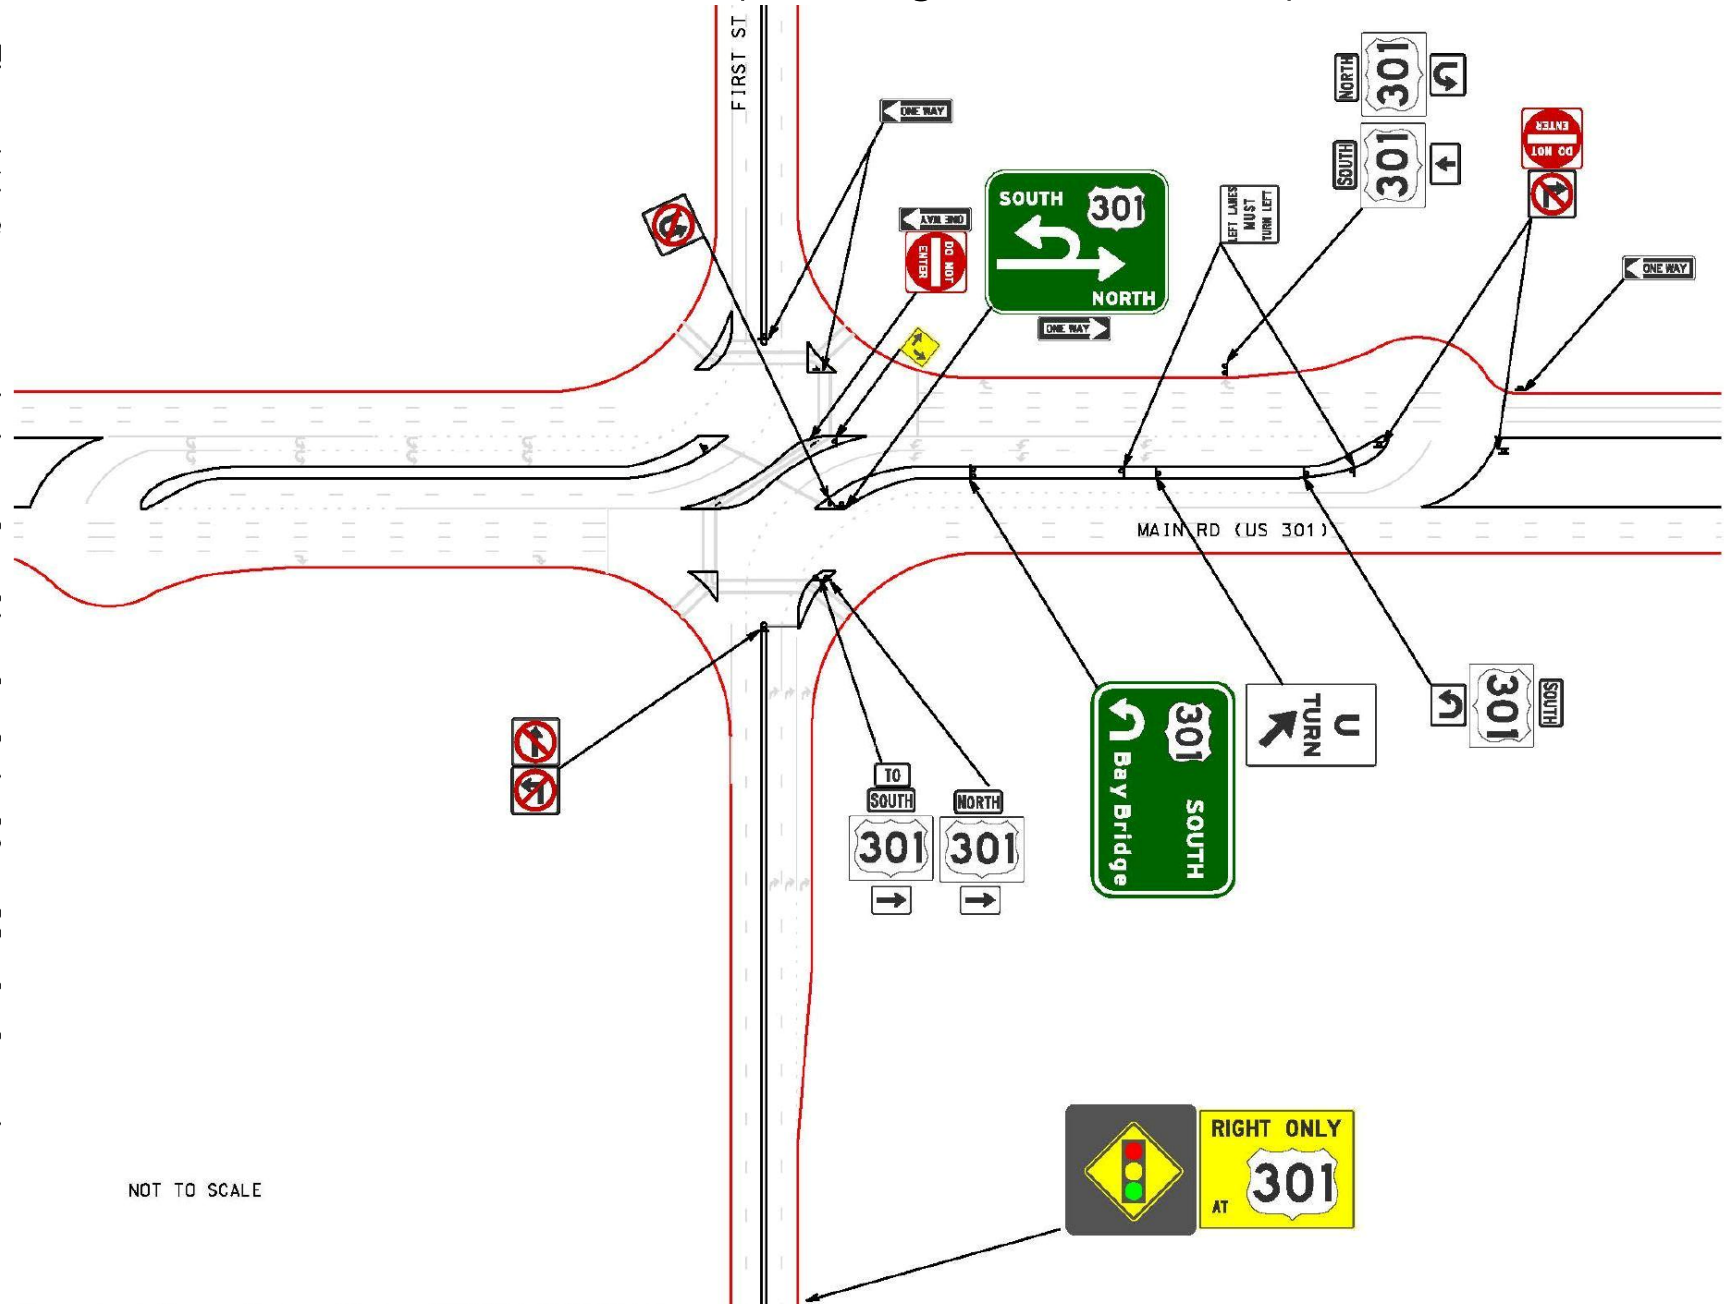 FIRST ST
ONE WAY
NORTH
301
SOUTH
301
DO NOT
ENTER
ONE WAY
DO NOT
ENTER
SOUTH
301
NORTH
ONE WAY
LEFT LANES
MUST
TURN LEFT
ONE WAY
MAIN RD (US 301)
TO
SOUTH
301
NORTH
301
301
SOUTH
Bay Bridge
U
TURN
SOUTH
301
RIGHT ONLY
AT
301
NOT TO SCALE